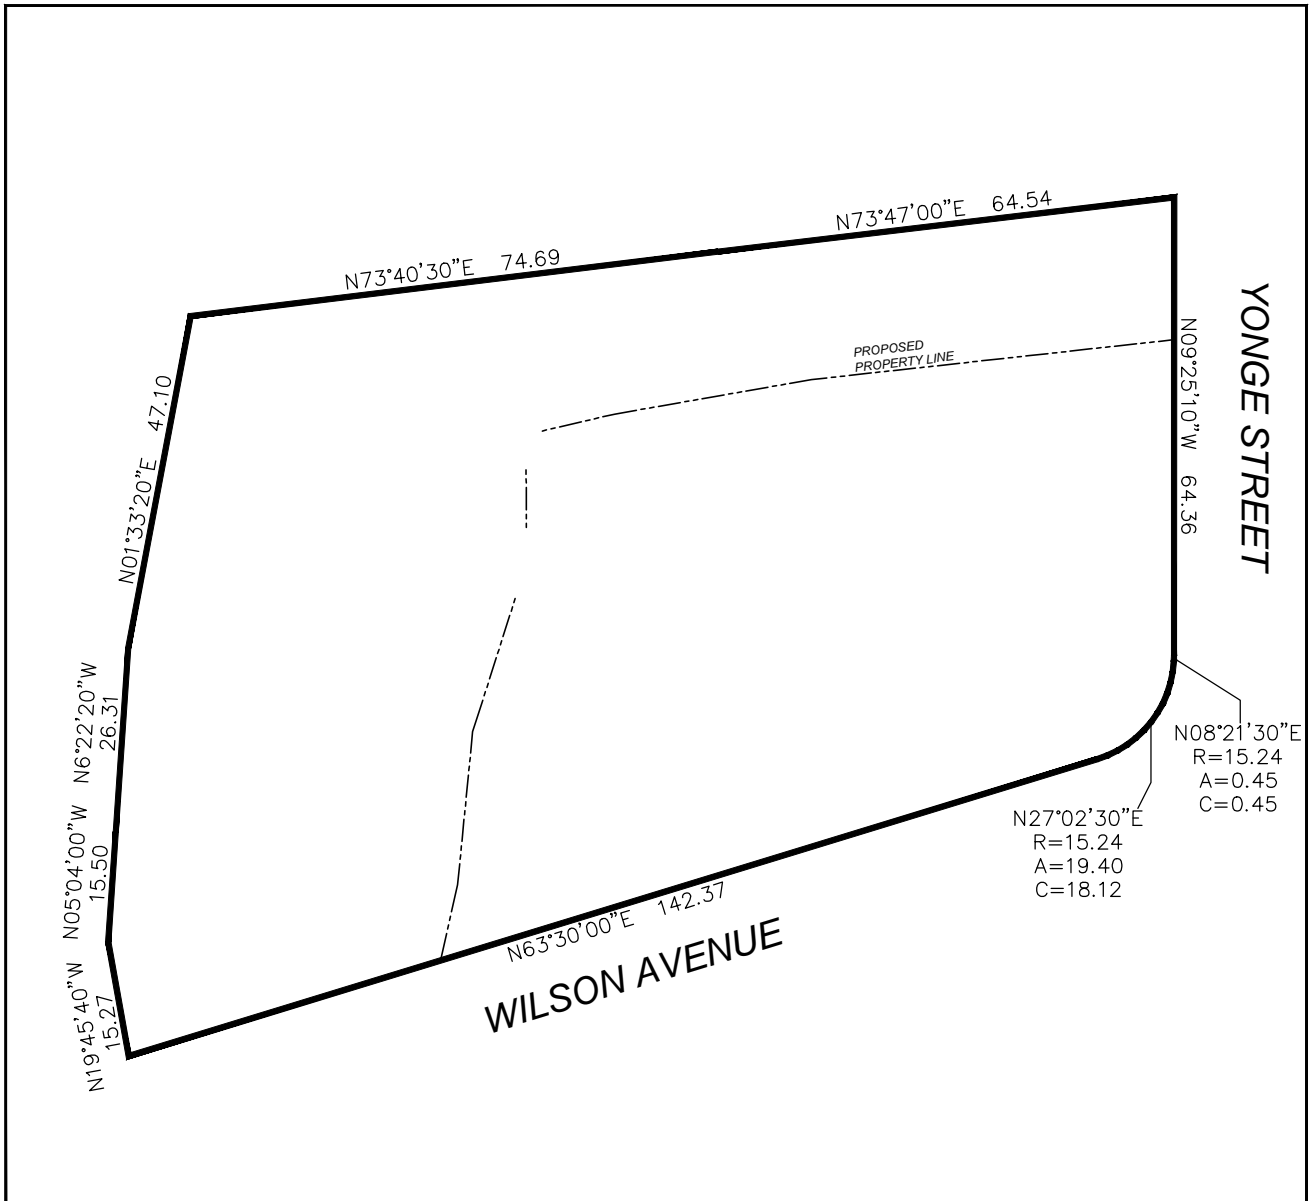 N73°47'00"E 64.54
N73°40'30"E 74.69
YONGE STREET
N09°25'10"W 64.36
PROPOSED
PROPERTY LINE
N01°33'20"E 47.10
N6°22'20"W
26.31
N08°21'30"E
R=15.24
A=0.45
C=0.45
N27°02'30"E
R=15.24
A=19.40
C=18.12
N05°04'00"W
15.50
N63°30'00"E 142.37
WILSON AVENUE
N19°45'40"W
15.27